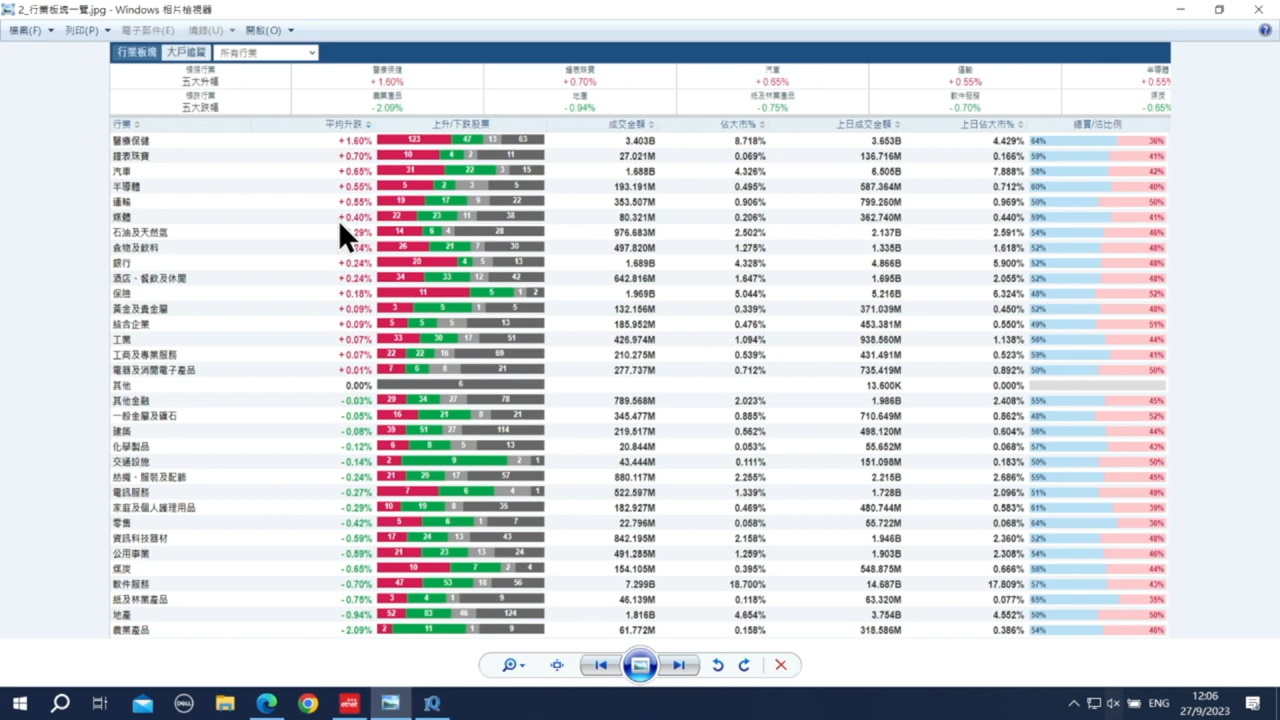 2_行業板塊一覽.jpg - Windows 相片檢視器
檔案(F) 列印(P) 電子郵件(E) 燒錄(U) 開啟(O)
行業板塊 大戶追蹤 所有行業
五大升幅 醫療保健 +1.60% 鐘表珠寶 +0.70% 汽車 +0.65% 運輸 +0.55% 半導體 +0.55%
五大跌幅 農業產品 -2.09% 地產 -0.94% 紙及林業產品 -0.75% 軟件服務 -0.70% 煤炭 -0.65%
行業 平均升跌 上升/下跌股票 成交金額 佔大市% 上日成交金額 上日佔大市% 總買/沽比例
醫療保健 +1.60% 123 47 13 63 3.403B 8.718% 3.653B 4.429% 64% 36%
鐘表珠寶 +0.70% 10 4 2 11 27.021M 0.069% 136.716M 0.166% 59% 41%
汽車 +0.65% 31 22 3 15 1.688B 4.326% 6.505B 7.888% 58% 42%
半導體 +0.55% 5 2 3 5 193.191M 0.495% 587.364M 0.712% 60% 40%
運輸 +0.55% 19 17 9 22 353.507M 0.906% 799.260M 0.969% 50% 50%
媒體 +0.40% 22 23 11 38 80.321M 0.206% 362.740M 0.440% 59% 41%
石油及天然氣 29% 14 6 4 28 976.683M 2.502% 2.137B 2.591% 54% 46%
食物及飲料 26 21 7 30 497.820M 1.275% 1.335B 1.618% 52% 48%
銀行 +0.24% 20 4 5 13 1.689B 4.328% 4.866B 5.900% 52% 48%
酒店、餐飲及休閒 +0.24% 34 33 12 42 642.816M 1.647% 1.695B 2.055% 52% 48%
保險 +0.18% 11 5 1 2 1.969B 5.044% 5.216B 6.324% 48% 52%
黃金及貴金屬 +0.09% 3 5 1 5 132.156M 0.339% 371.039M 0.450% 52% 48%
綜合企業 +0.09% 5 5 5 13 185.952M 0.476% 453.381M 0.550% 49% 51%
工業 +0.07% 33 30 17 51 426.974M 1.094% 938.560M 1.138% 56% 44%
工商及專業服務 +0.07% 22 22 16 69 210.275M 0.539% 431.491M 0.523% 59% 41%
電器及消閒電子產品 +0.01% 7 6 8 21 277.737M 0.712% 735.419M 0.892% 50% 50%
其他 0.00% 6 13.600K 0.000%
其他金融 -0.03% 29 34 27 78 789.568M 2.023% 1.986B 2.408% 55% 45%
一般金屬及礦石 -0.05% 16 21 8 21 345.477M 0.885% 710.649M 0.862% 48% 52%
建築 -0.08% 39 51 27 114 219.517M 0.562% 498.120M 0.604% 56% 44%
化學製品 -0.12% 6 8 5 13 20.844M 0.053% 55.652M 0.068% 57% 43%
交通設施 -0.14% 2 9 2 1 43.444M 0.111% 151.098M 0.183% 50% 50%
紡織、服裝及配飾 -0.24% 21 29 17 57 880.117M 2.255% 2.215B 2.686% 55% 45%
電訊服務 -0.27% 7 6 4 1 522.597M 1.339% 1.728B 2.096% 51% 49%
家庭及個人護理用品 -0.29% 10 19 8 35 182.927M 0.469% 480.744M 0.583% 61% 39%
零售 -0.42% 5 6 1 7 22.796M 0.058% 55.722M 0.068% 64% 36%
資訊科技器材 -0.59% 17 24 13 43 842.195M 2.158% 1.946B 2.360% 52% 48%
公用事業 -0.59% 21 23 13 24 491.285M 1.259% 1.903B 2.308% 54% 46%
煤炭 -0.65% 10 7 2 4 154.105M 0.395% 548.875M 0.666% 56% 44%
軟件服務 -0.70% 47 53 18 56 7.299B 18.700% 14.687B 17.809% 57% 43%
紙及林業產品 -0.75% 3 4 1 9 46.139M 0.118% 63.320M 0.077% 65% 35%
地產 -0.94% 52 83 46 124 1.816B 4.654% 3.754B 4.552% 50% 50%
農業產品 -2.09% 2 11 1 9 61.772M 0.158% 318.586M 0.386% 54% 46%
DELL etnet IQ ENG 12:06
27/9/2023